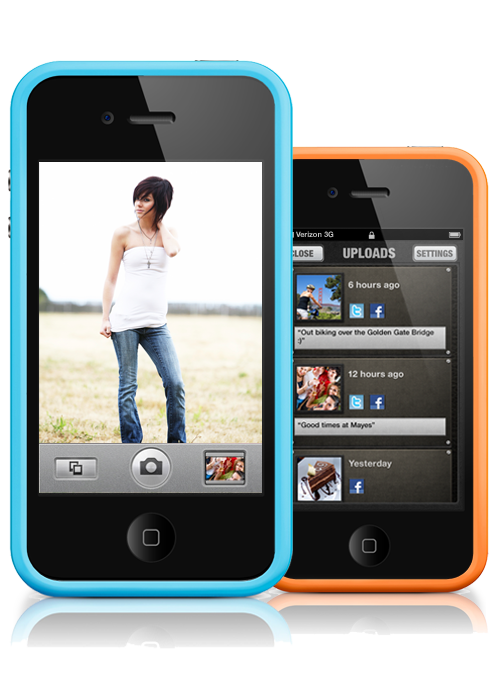 Verizon 3G
CLOSE
UPLOADS
SETTINGS
6 hours ago
"Out biking over the Golden Gate Bridge
:)"
12 hours ago
"Good times at Mayes"
Yesterday